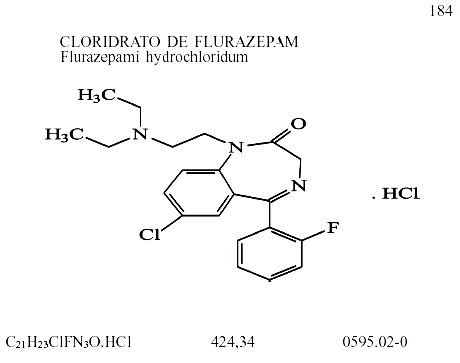 184
CLORIDRATO DE FLURAZEPAM
Flurazepami hydrochloridum
H₃C
O
H₃C
N
N
N
. HCl
Cl
F
C₂₁H₂₃ClFN₃O.HCl 424,34 0595.02-0